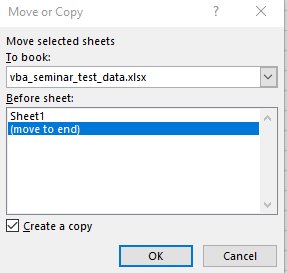 Move or Copy
Move selected sheets
To book:
vba_seminar_test_data.xlsx
Before sheet:
Sheet1
(move to end)
Create a copy
OK Cancel